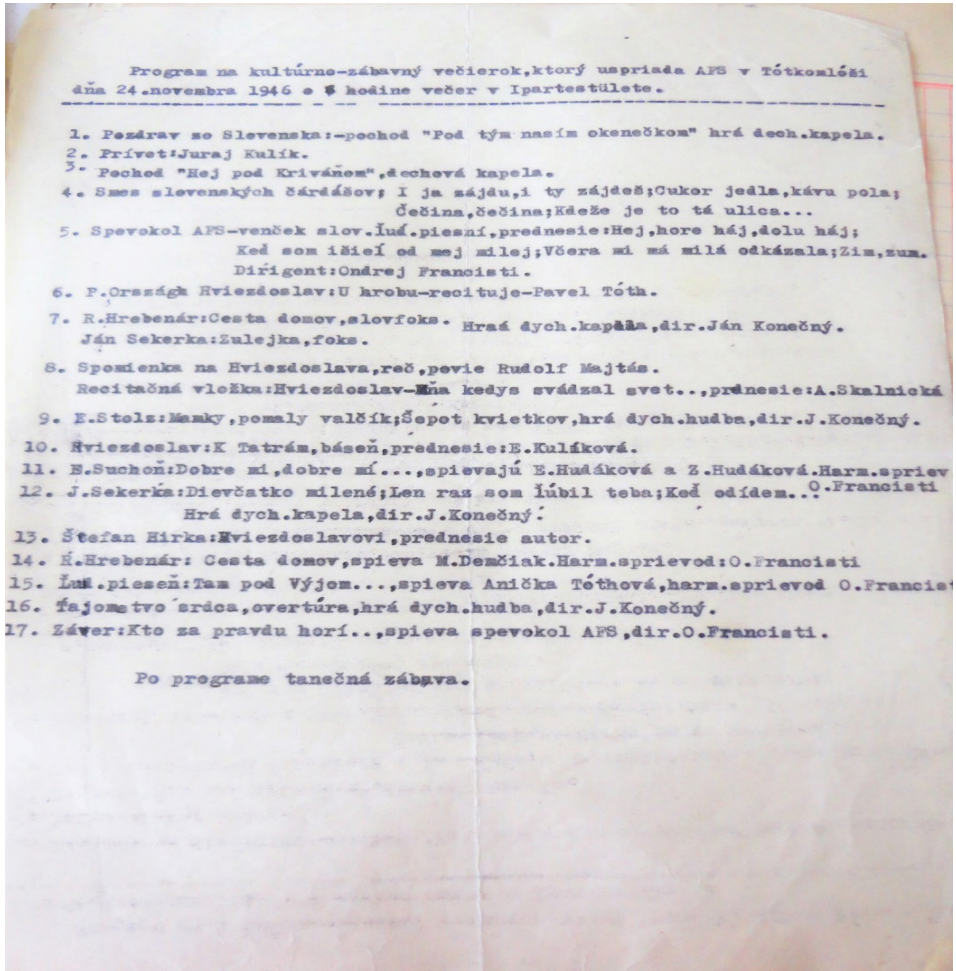 Program na kultúrno-zábavný večierok,ktorý uspriada AFS v Tótkomlóši
dňa 24.novembra 1946 o hodine večer v Ipartestülete.
1. Pozdrav zo Slovenska:-pochod "Pod tým nasím okenečkom" hrá dech.kapela.
2. Prívet:Juraj Kulík.
3. Pochod "Hej pod Kriváňom",dechová kapela.
4. Smes slovenských čárdášov; I ja zájdu,i ty zájdeš;Cukor jedla,kávu pola;
Čečina,čečina;Kdeže je to tá ulica...
5. Spevokol AFS-venček slov.ľuď.piesní,prednesie:Hej,hore háj,dolu háj;
Keď som išiel od mej milej;Včera mi má milá odkázala;Zim,zum.
Dirigent:Ondrej Francisti.
6. P.Országh Hviezdoslav:U hrobu-recituje-Pavel Tóth.
7. R.Hrebenár:Cesta domov,slovfoks. Hraá dych.kapela,dir.Ján Konečný.
Ján Sekerka:Zulejka,foks.
8. Spomienka na Hviezdoslava,reč,povie Rudolf Majtás.
Recitačná vložka:Hviezdoslav-Mňa kedys svádzal svet..,prdnesie:A.Skalnická
9. E.Stolz:Mamky,pomaly valčík;Šepot kvietkov,hrá dych.hudba,dir.J.Konečný.
10. Hviezdoslav:K Tatrám,báseň,prednesie:E.Kulíková.
11. E.Suchoň:Dobre mi,dobre mí...,spievajú E.Hudáková a Z.Hudáková.Harm.spriev
O.Francisti
12. J.Sekerka:Dievčatko milené;Len raz som ľúbil teba;Keď odídem...
Hrá dych.kapela,dir.J.Konečný.
13. Štefan Hirka:Hviezdoslavovi,prednesie autor.
14. R.Hrebenár: Cesta domov,spieva M.Demčiak.Harm.sprievod:O.Francisti
15. Ľud.pieseň:Tam pod Výjom...,spieva Anička Tóthová,harm.sprievod O.Francist
16. Ťajomstvo srdca,overtúra,hrá dych.hudba,dir.J.Konečný.
17. Záver:Kto za pravdu horí..,spieva spevokol AFS,dir.O.Francisti.
Po programe tanečná zábava.